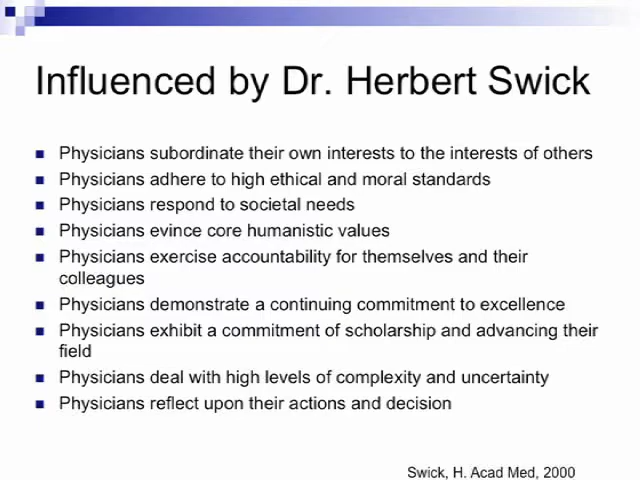 Influenced by Dr. Herbert Swick
Physicians subordinate their own interests to the interests of others
Physicians adhere to high ethical and moral standards
Physicians respond to societal needs
Physicians evince core humanistic values
Physicians exercise accountability for themselves and their
colleagues
Physicians demonstrate a continuing commitment to excellence
Physicians exhibit a commitment of scholarship and advancing their
field
Physicians deal with high levels of complexity and uncertainty
Physicians reflect upon their actions and decision
Swick, H. Acad Med, 2000